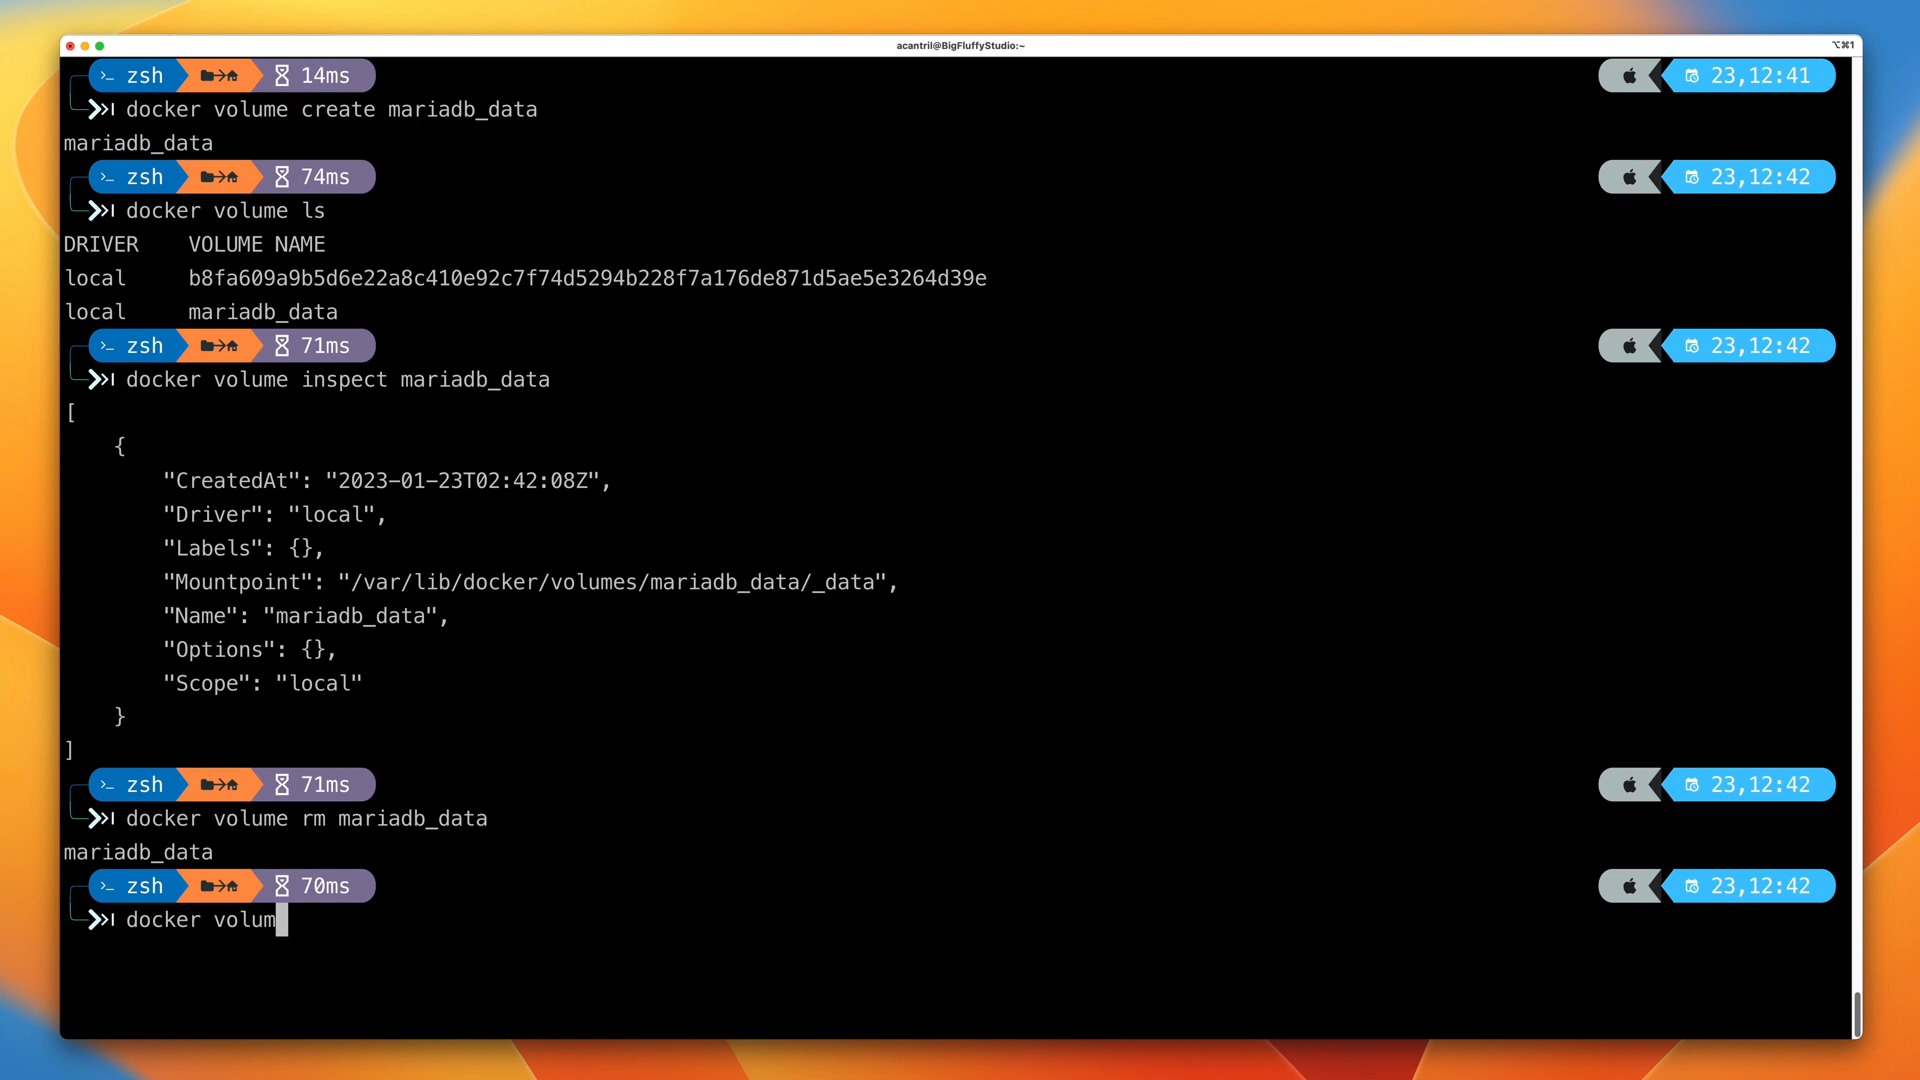 acantril@BigFluffyStudio:~
⌥⌘1
>_ zsh 14ms 23,12:41
docker volume create mariadb_data
mariadb_data
>_ zsh 74ms 23,12:42
docker volume ls
DRIVER    VOLUME NAME
local     b8fa609a9b5d6e22a8c410e92c7f74d5294b228f7a176de871d5ae5e3264d39e
local     mariadb_data
>_ zsh 71ms 23,12:42
docker volume inspect mariadb_data
[
    {
        "CreatedAt": "2023-01-23T02:42:08Z",
        "Driver": "local",
        "Labels": {},
        "Mountpoint": "/var/lib/docker/volumes/mariadb_data/_data",
        "Name": "mariadb_data",
        "Options": {},
        "Scope": "local"
    }
]
>_ zsh 71ms 23,12:42
docker volume rm mariadb_data
mariadb_data
>_ zsh 70ms 23,12:42
docker volum